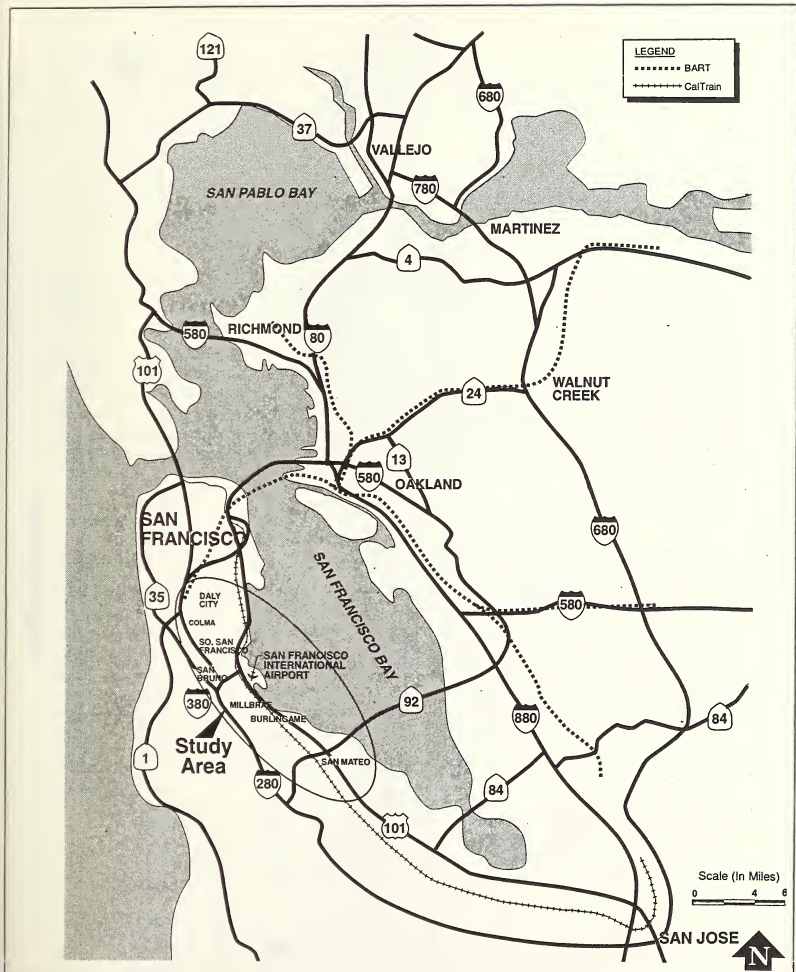 121
LEGEND
BART
CalTrain
680
37
VALLEJO
780
SAN PABLO BAY
MARTINEZ
4
RICHMOND
580
80
101
24
WALNUT
CREEK
13
580
OAKLAND
SAN
FRANCISCO
680
SAN FRANCISCO BAY
35
DALY
CITY
580
COLMA
SO. SAN
FRANCISCO
SAN FRANFISCO
INTERNATIONAL
AIRPORT
SAN
BRUNO
380
92
MILLBRAE
BURLINGAME
880
84
Study
Area
1
SAN MATEO
280
84
101
Scale (In Miles)
0 4 6
SAN JOSE
N